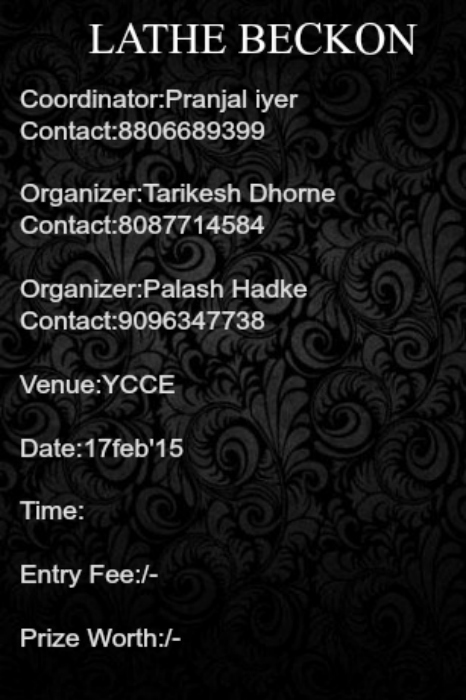 LATHE BECKON
Coordinator:Pranjal iyer
Contact:8806689399
Organizer:Tarikesh Dhorne
Contact:8087714584
Organizer:Palash Hadke
Contact:9096347738
Venue:YCCE
Date:17feb'15
Time:
Entry Fee:/-
Prize Worth:/-